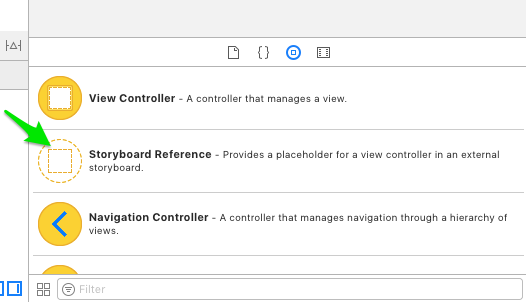 View Controller - A controller that manages a view.
Storyboard Reference - Provides a placeholder for a view controller in an external
storyboard.
Navigation Controller - A controller that manages navigation through a hierarchy of
views.
Filter